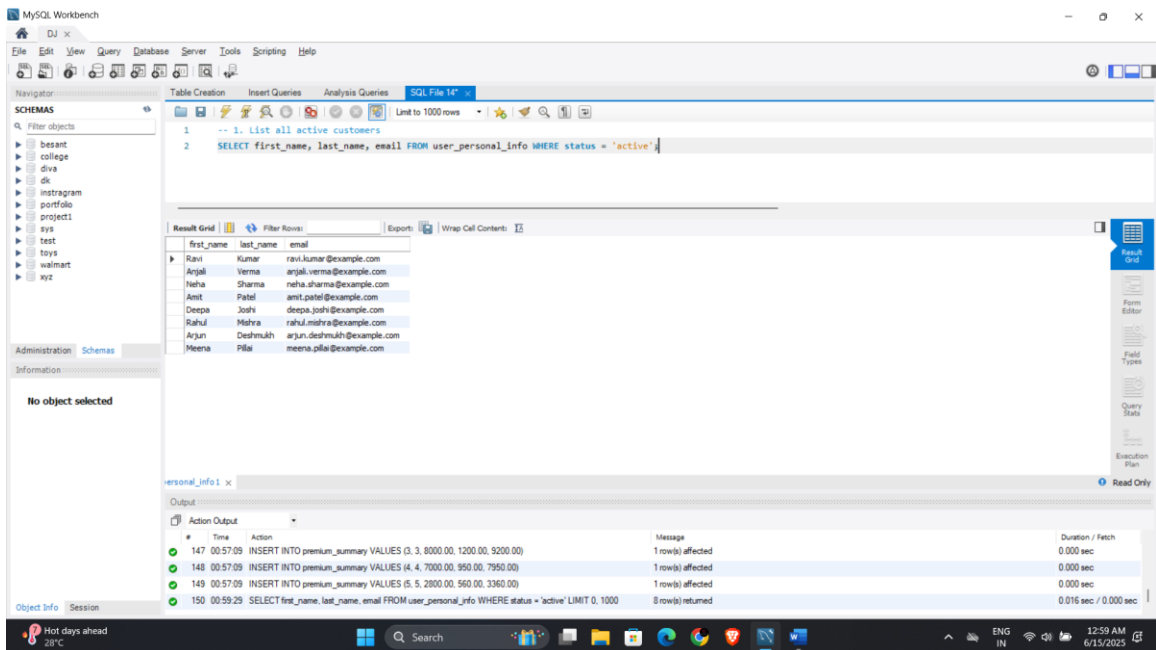 MySQL Workbench
DJ ×
File Edit View Query Database Server Tools Scripting Help
Navigator
SCHEMAS
Filter objects
besant
college
diva
dk
instragram
portfolio
project1
sys
test
toys
walmart
xyz
Administration Schemas
Information
No object selected
Object Info Session
Table Creation Insert Queries Analysis Queries SQL File 14* ×
Limit to 1000 rows
1 -- 1. List all active customers
2 SELECT first_name, last_name, email FROM user_personal_info WHERE status = 'active';
Result Grid Filter Rows: Export: Wrap Cell Content:
first_name last_name email
Ravi Kumar ravi.kumar@example.com
Anjali Verma anjali.verma@example.com
Neha Sharma neha.sharma@example.com
Amit Patel amit.patel@example.com
Deepa Joshi deepa.joshi@example.com
Rahul Mishra rahul.mishra@example.com
Arjun Deshmukh arjun.deshmukh@example.com
Meena Pillai meena.pillai@example.com
Result
Grid
Form
Editor
Field
Types
Query
Stats
Execution
Plan
ersonal_info1 ×
Read Only
Output
Action Output
# Time Action Message Duration / Fetch
147 00:57:09 INSERT INTO premium_summary VALUES (3, 3, 8000.00, 1200.00, 9200.00) 1 row(s) affected 0.000 sec
148 00:57:09 INSERT INTO premium_summary VALUES (4, 4, 7000.00, 950.00, 7950.00) 1 row(s) affected 0.000 sec
149 00:57:09 INSERT INTO premium_summary VALUES (5, 5, 2800.00, 560.00, 3360.00) 1 row(s) affected 0.000 sec
150 00:59:29 SELECT first_name, last_name, email FROM user_personal_info WHERE status = 'active' LIMIT 0, 1000 8 row(s) returned 0.016 sec / 0.000 sec
Hot days ahead
28°C
Search
ENG
IN
12:59 AM
6/15/2025